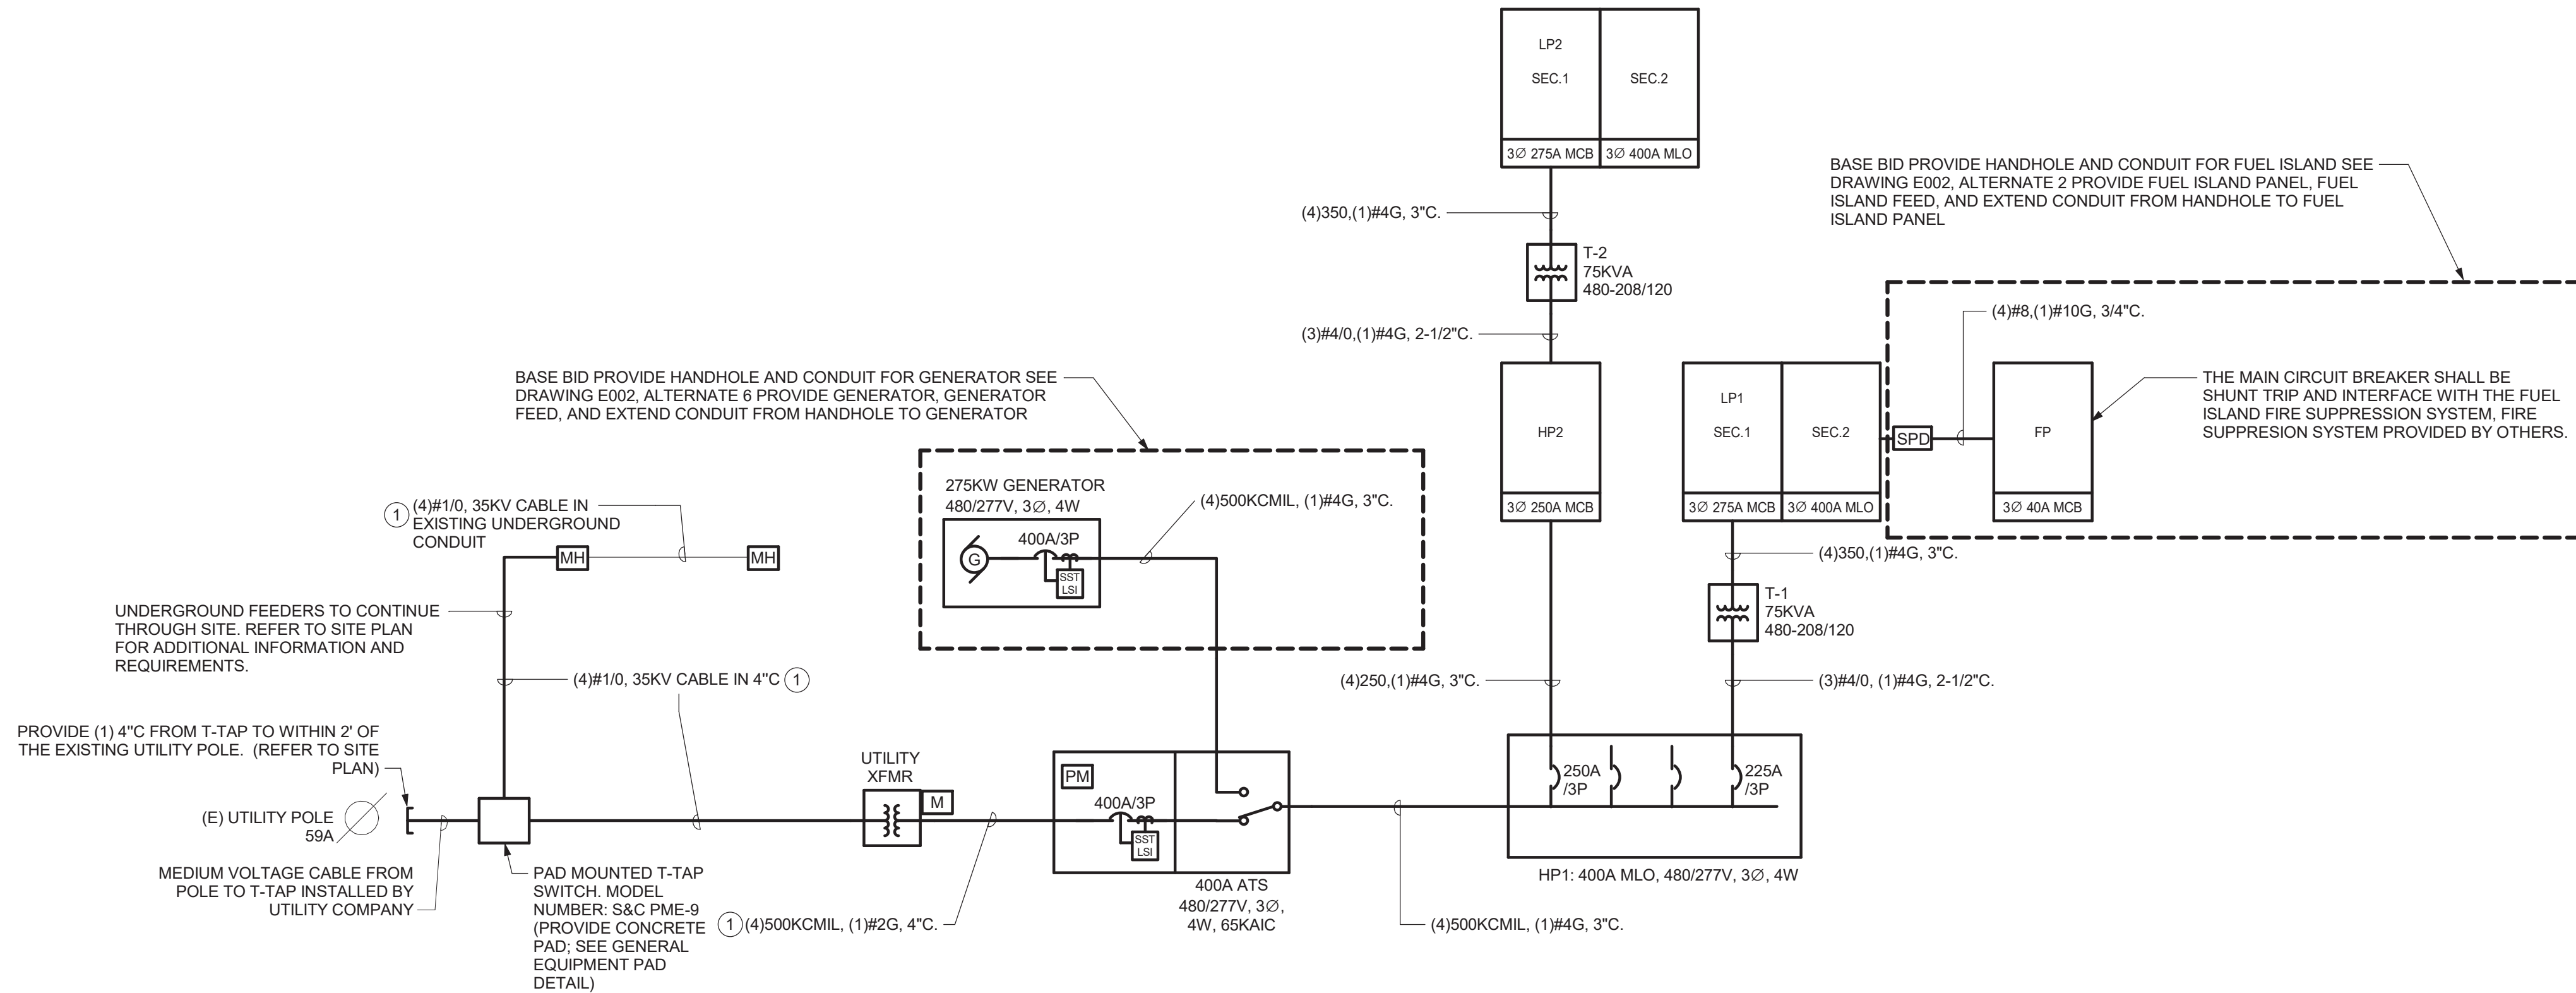 LP2
SEC.1
SEC.2
3Ø 275A MCB
3Ø 400A MLO
(4)350,(1)#4G, 3"C.
T-2
75KVA
480-208/120
(3)#4/0,(1)#4G, 2-1/2"C.
BASE BID PROVIDE HANDHOLE AND CONDUIT FOR FUEL ISLAND SEE
DRAWING E002, ALTERNATE 2 PROVIDE FUEL ISLAND PANEL, FUEL
ISLAND FEED, AND EXTEND CONDUIT FROM HANDHOLE TO FUEL
ISLAND PANEL
(4)#8,(1)#10G, 3/4"C.
BASE BID PROVIDE HANDHOLE AND CONDUIT FOR GENERATOR SEE
DRAWING E002, ALTERNATE 6 PROVIDE GENERATOR, GENERATOR
FEED, AND EXTEND CONDUIT FROM HANDHOLE TO GENERATOR
HP2
3Ø 250A MCB
LP1
SEC.1
SEC.2
3Ø 275A MCB
3Ø 400A MLO
SPD
FP
3Ø 40A MCB
THE MAIN CIRCUIT BREAKER SHALL BE
SHUNT TRIP AND INTERFACE WITH THE FUEL
ISLAND FIRE SUPPRESSION SYSTEM, FIRE
SUPPRESION SYSTEM PROVIDED BY OTHERS.
275KW GENERATOR
480/277V, 3Ø, 4W
400A/3P
G
SST
LSI
(4)500KCMIL, (1)#4G, 3"C.
1
(4)#1/0, 35KV CABLE IN
EXISTING UNDERGROUND
CONDUIT
MH
MH
(4)350,(1)#4G, 3"C.
T-1
75KVA
480-208/120
UNDERGROUND FEEDERS TO CONTINUE
THROUGH SITE. REFER TO SITE PLAN
FOR ADDITIONAL INFORMATION AND
REQUIREMENTS.
(4)#1/0, 35KV CABLE IN 4"C 1
(4)250,(1)#4G, 3"C.
(3)#4/0, (1)#4G, 2-1/2"C.
PROVIDE (1) 4"C FROM T-TAP TO WITHIN 2' OF
THE EXISTING UTILITY POLE. (REFER TO SITE
PLAN)
(E) UTILITY POLE
59A
MEDIUM VOLTAGE CABLE FROM
POLE TO T-TAP INSTALLED BY
UTILITY COMPANY
PAD MOUNTED T-TAP
SWITCH. MODEL
NUMBER: S&C PME-9
(PROVIDE CONCRETE
PAD; SEE GENERAL
EQUIPMENT PAD
DETAIL)
UTILITY
XFMR
M
1 (4)500KCMIL, (1)#2G, 4"C.
PM
400A/3P
SST
LSI
400A ATS
480/277V, 3Ø,
4W, 65KAIC
(4)500KCMIL, (1)#4G, 3"C.
250A
/3P
225A
/3P
HP1: 400A MLO, 480/277V, 3Ø, 4W